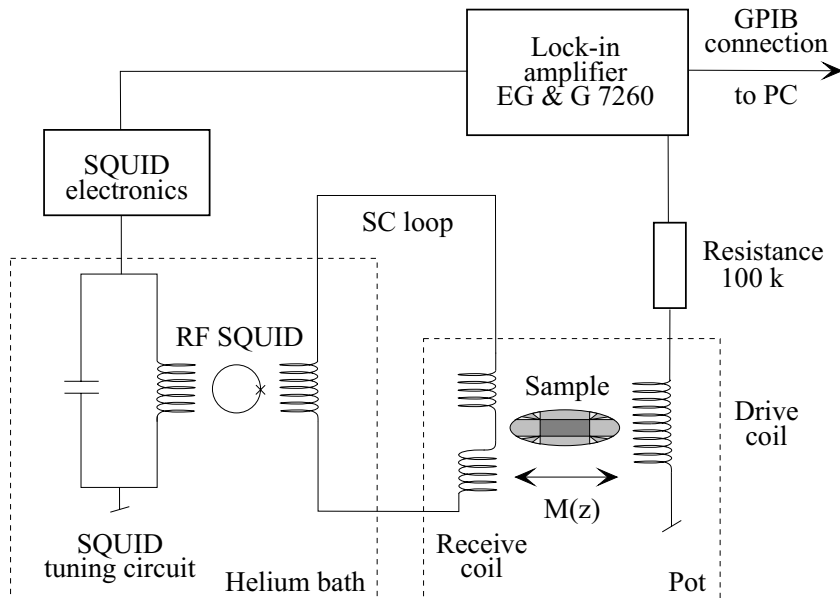 GPIB
connection
to PC
Lock-in
amplifier
EG & G 7260
SQUID
electronics
SC loop
Resistance
100 k
RF SQUID
Sample
Drive
coil
M(z)
SQUID
tuning circuit
Helium bath
Receive
coil
Pot